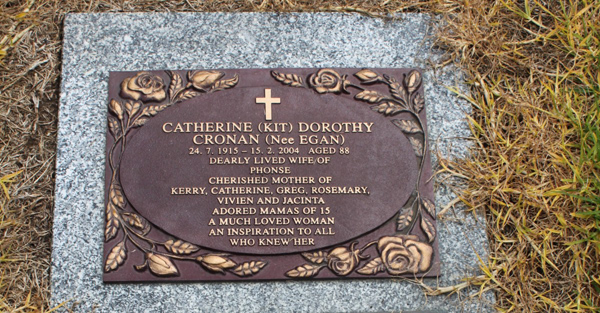 CATHERINE (KIT) DOROTHY
CRONAN (Nee EGAN)
24. 7. 1915 – 15. 2. 2004 AGED 88
DEARLY LIVED WIFE OF
PHONSE
CHERISHED MOTHER OF
KERRY, CATHERINE, GREG, ROSEMARY,
VIVIEN AND JACINTA
ADORED MAMAS OF 15
A MUCH LOVED WOMAN
AN INSPIRATION TO ALL
WHO KNEW HER